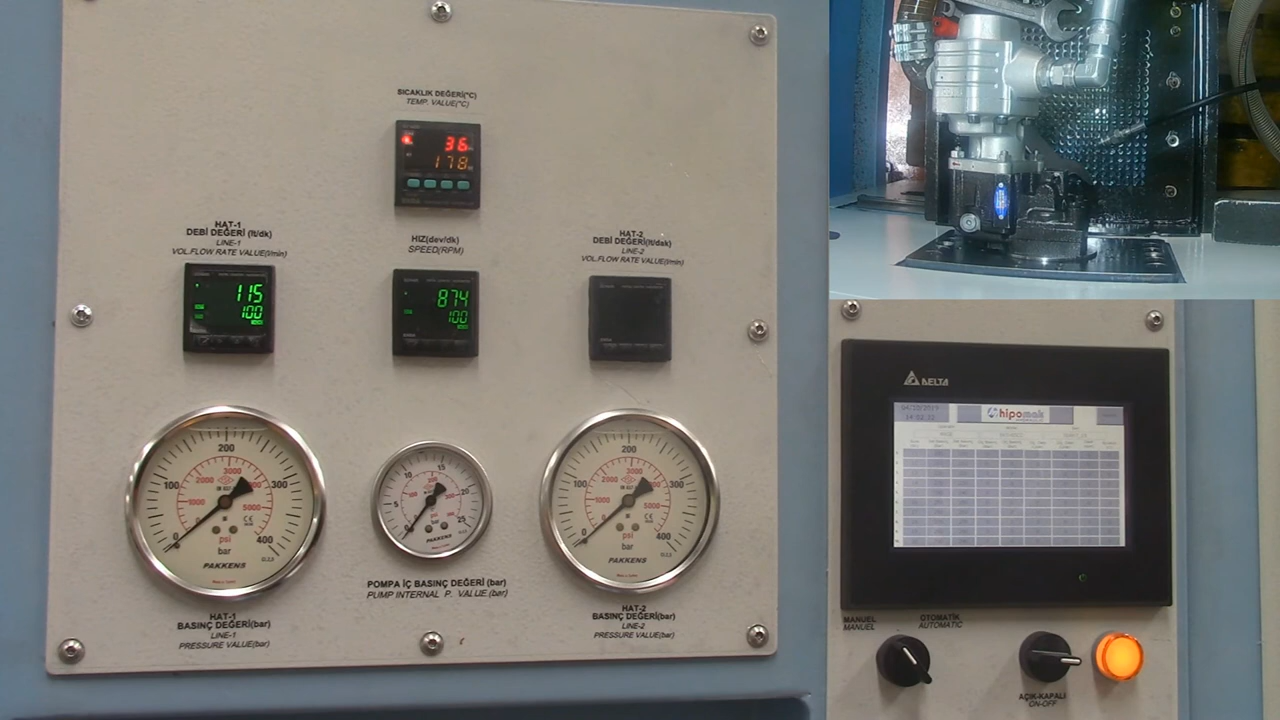 SICAKLIK DEĞERİ(°C)
TEMP. VALUE(°C)
36
178
HAT-1
DEBİ DEĞERİ (lt/dk)
LINE-1
VOL.FLOW RATE VALUE(l/min)
115
100
HIZ(dev/dk)
SPEED(RPM)
874
100
HAT-2
DEBİ DEĞERİ(lt/dak)
LINE-2
VOL.FLOW RATE VALUE(l/min)
0 100 200 300 400
1000 2000 3000 5000
psi
bar
PAKKENS
HAT-1
BASINÇ DEĞERİ(bar)
LINE-1
PRESSURE VALUE(bar)
0 5 10 15 20 25
PAKKENS
POMPA İÇ BASINÇ DEĞERİ (bar)
PUMP INTERNAL P. VALUE.(bar)
0 100 200 300 400
1000 2000 3000 5000
psi
bar
PAKKENS
HAT-2
BASINÇ DEĞERİ(bar)
LINE-2
PRESSURE VALUE(bar)
DELTA
hipomak
MANUEL
MANUEL
OTOMATİK
AUTOMATIC
AÇIK-KAPALI
ON-OFF